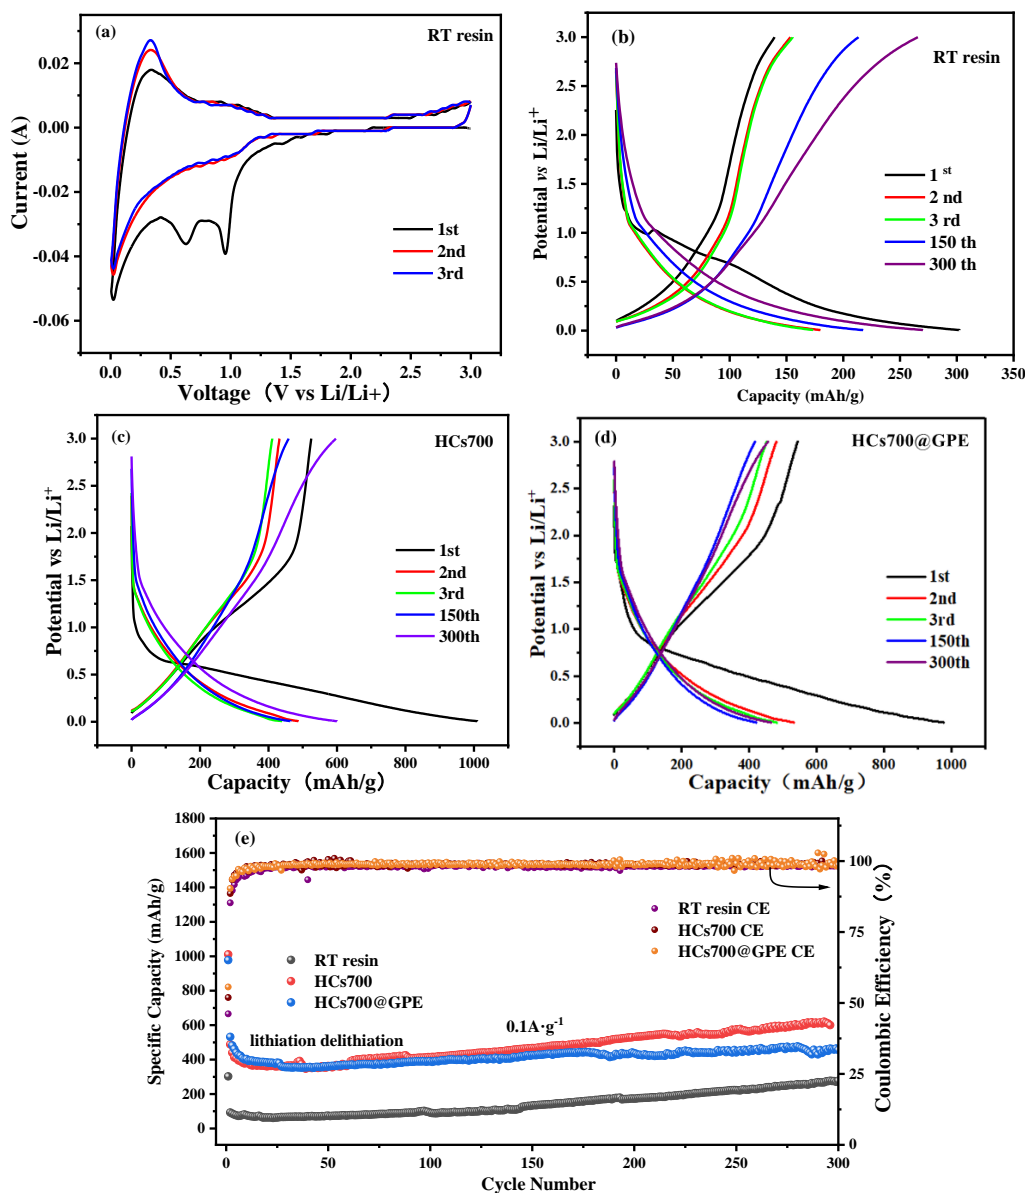 (a)
RT resin
0.02
0.00
-0.02
-0.04
-0.06
Current (A)
1st
2nd
3rd
0.0 0.5 1.0 1.5 2.0 2.5 3.0
Voltage（V vs Li/Li+）
(b)
RT resin
3.0
2.5
2.0
1.5
1.0
0.5
0.0
Potential vs Li/Li+
1 st
2 nd
3 rd
150 th
300 th
0 50 100 150 200 250 300 350
Capacity (mAh/g)
(c)
HCs700
3.0
2.5
2.0
1.5
1.0
0.5
0.0
Potential vs Li/Li+
1st
2nd
3rd
150th
300th
0 200 400 600 800 1000
Capacity（mAh/g）
(d)
HCs700@GPE
3.0
2.5
2.0
1.5
1.0
0.5
0.0
Potential vs Li/Li+
1st
2nd
3rd
150th
300th
0 200 400 600 800 1000
Capacity（mAh/g）
(e)
1800
1600
1400
1200
1000
800
600
400
200
0
Specific Capacity (mAh/g)
RT resin CE
HCs700 CE
HCs700@GPE CE
RT resin
HCs700
HCs700@GPE
lithiation delithiation
0.1A·g-1
100
75
50
25
0
Coulombic Efficiency（%）
0 50 100 150 200 250 300
Cycle Number